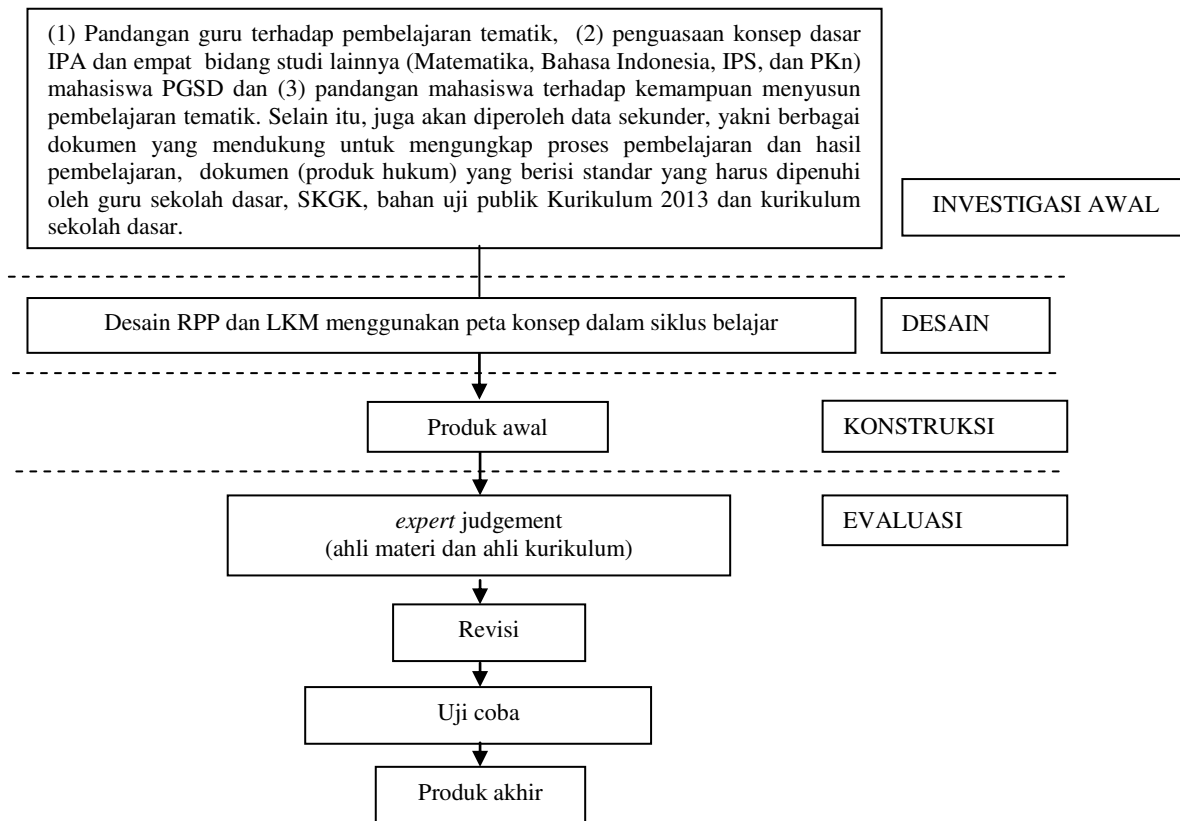 (1) Pandangan guru terhadap pembelajaran tematik, (2) penguasaan konsep dasar
IPA dan empat bidang studi lainnya (Matematika, Bahasa Indonesia, IPS, dan PKn)
mahasiswa PGSD dan (3) pandangan mahasiswa terhadap kemampuan menyusun
pembelajaran tematik. Selain itu, juga akan diperoleh data sekunder, yakni berbagai
dokumen yang mendukung untuk mengungkap proses pembelajaran dan hasil
pembelajaran, dokumen (produk hukum) yang berisi standar yang harus dipenuhi
oleh guru sekolah dasar, SKGK, bahan uji publik Kurikulum 2013 dan kurikulum
sekolah dasar.
INVESTIGASI AWAL
Desain RPP dan LKM menggunakan peta konsep dalam siklus belajar
DESAIN
Produk awal
KONSTRUKSI
expert judgement
(ahli materi dan ahli kurikulum)
EVALUASI
Revisi
Uji coba
Produk akhir